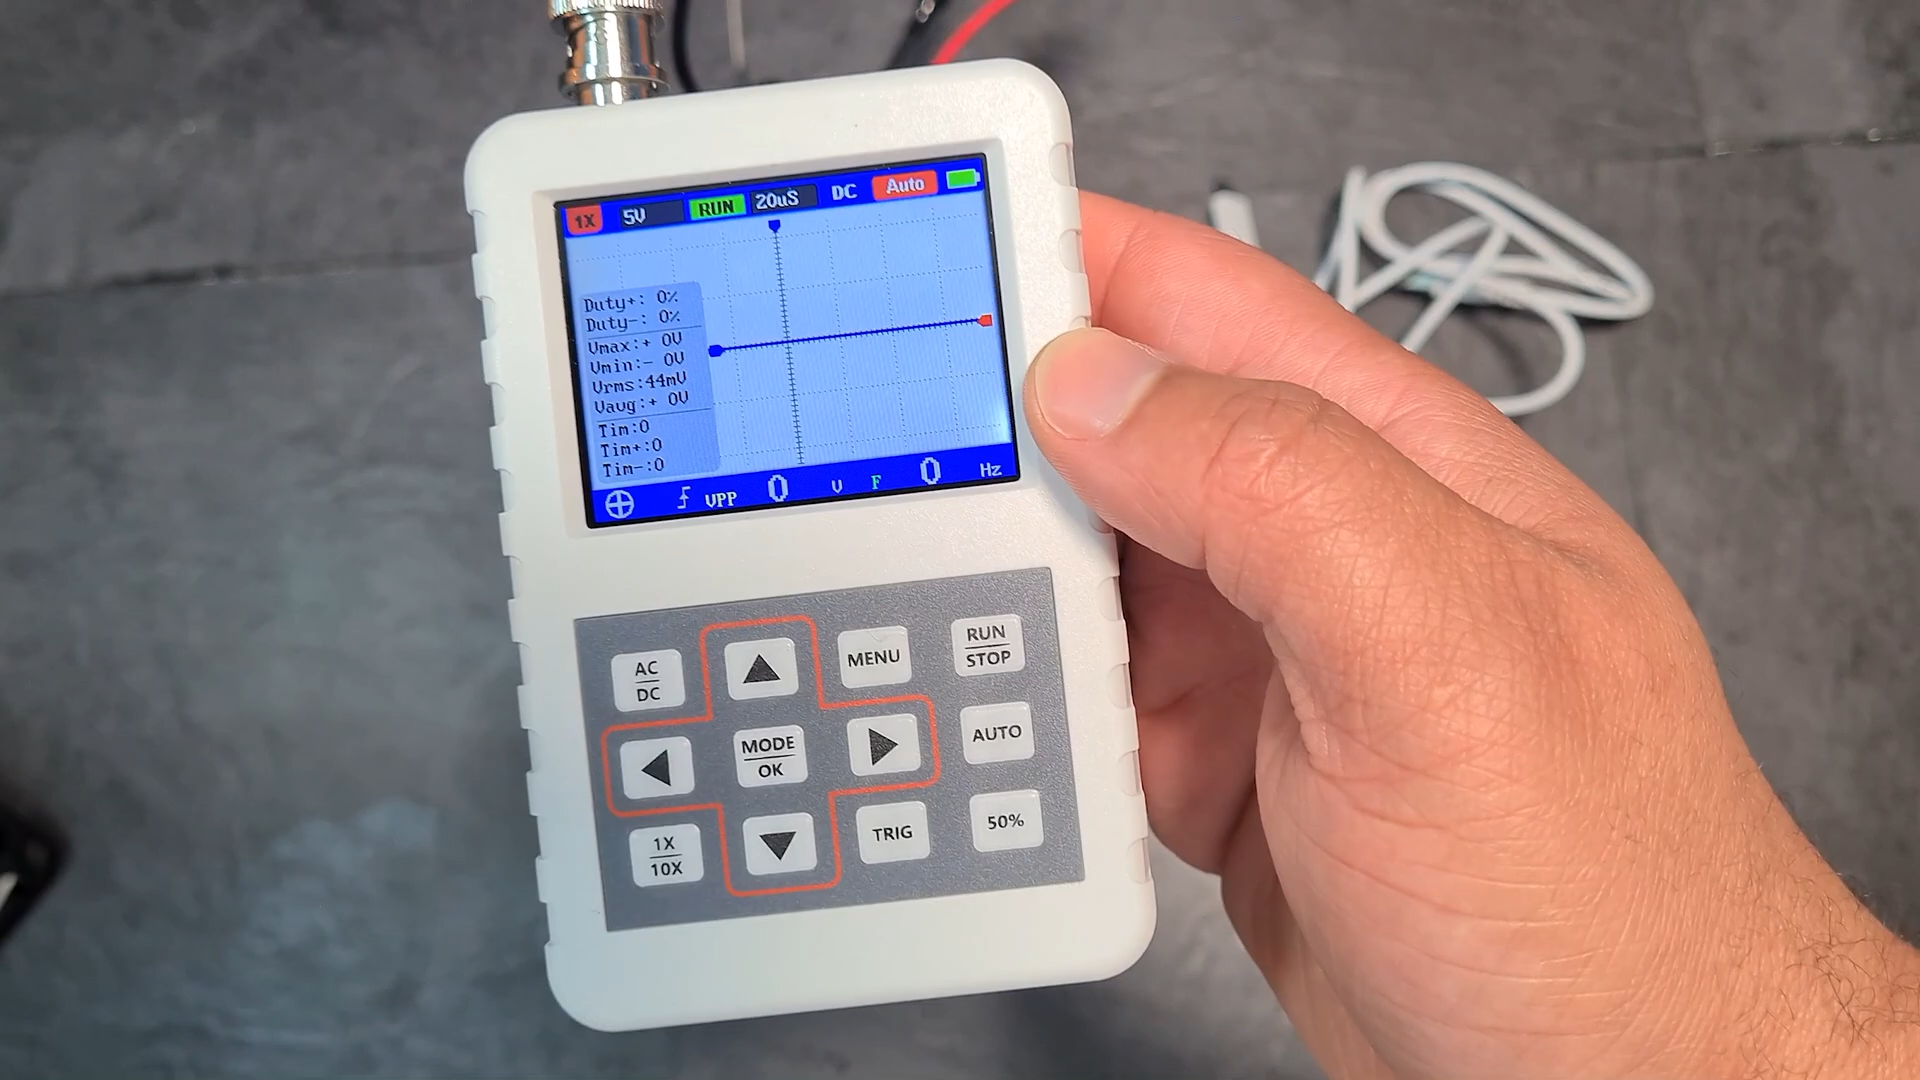 1X 5V RUN 20uS DC Auto
Duty+: 0%
Duty-: 0%
Vmax:+ 0V
Vmin:- 0V
Vrms:44mV
Vavg:+ 0V
Tim:0
Tim+:0
Tim-:0
VPP 0 V F 0 Hz
AC
DC
MENU
RUN
STOP
MODE
OK
AUTO
1X
10X
TRIG
50%